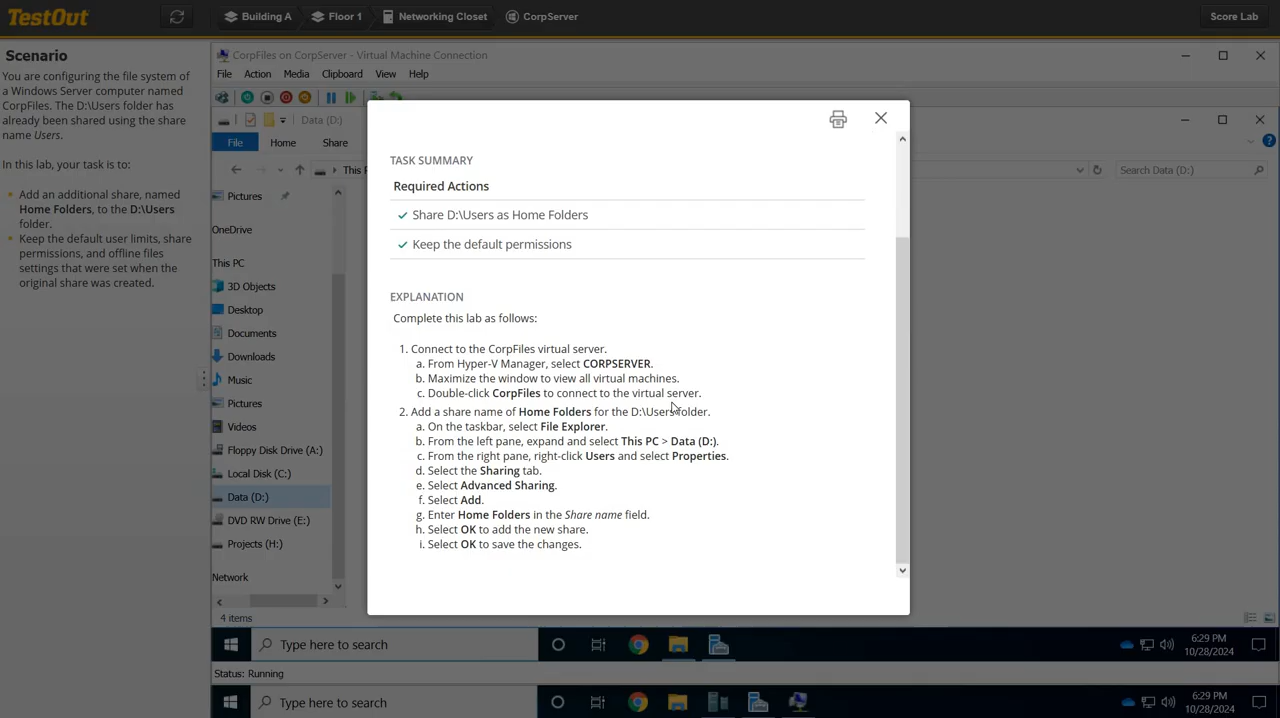 TestOut
Building A
Floor 1
Networking Closet
CorpServer
Score Lab
Scenario
You are configuring the file system of
a Windows Server computer named
CorpFiles. The D:\Users folder has
already been shared using the share
name Users.
In this lab, your task is to:
Add an additional share, named
Home Folders, to the D:\Users
folder.
Keep the default user limits, share
permissions, and offline files
settings that were set when the
original share was created.
CorpFiles on CorpServer - Virtual Machine Connection
File Action Media Clipboard View Help
Data (D:)
File Home Share
This P
Search Data (D:)
Pictures
OneDrive
This PC
3D Objects
Desktop
Documents
Downloads
Music
Pictures
Videos
Floppy Disk Drive (A:)
Local Disk (C:)
Data (D:)
DVD RW Drive (E:)
Projects (H:)
Network
4 items
TASK SUMMARY
Required Actions
Share D:\Users as Home Folders
Keep the default permissions
EXPLANATION
Complete this lab as follows:
1. Connect to the CorpFiles virtual server.
a. From Hyper-V Manager, select CORPSERVER.
b. Maximize the window to view all virtual machines.
c. Double-click CorpFiles to connect to the virtual server.
2. Add a share name of Home Folders for the D:\Users folder.
a. On the taskbar, select File Explorer.
b. From the left pane, expand and select This PC > Data (D:).
c. From the right pane, right-click Users and select Properties.
d. Select the Sharing tab.
e. Select Advanced Sharing.
f. Select Add.
g. Enter Home Folders in the Share name field.
h. Select OK to add the new share.
i. Select OK to save the changes.
Type here to search
6:29 PM
10/28/2024
Status: Running
Type here to search
6:29 PM
10/28/2024